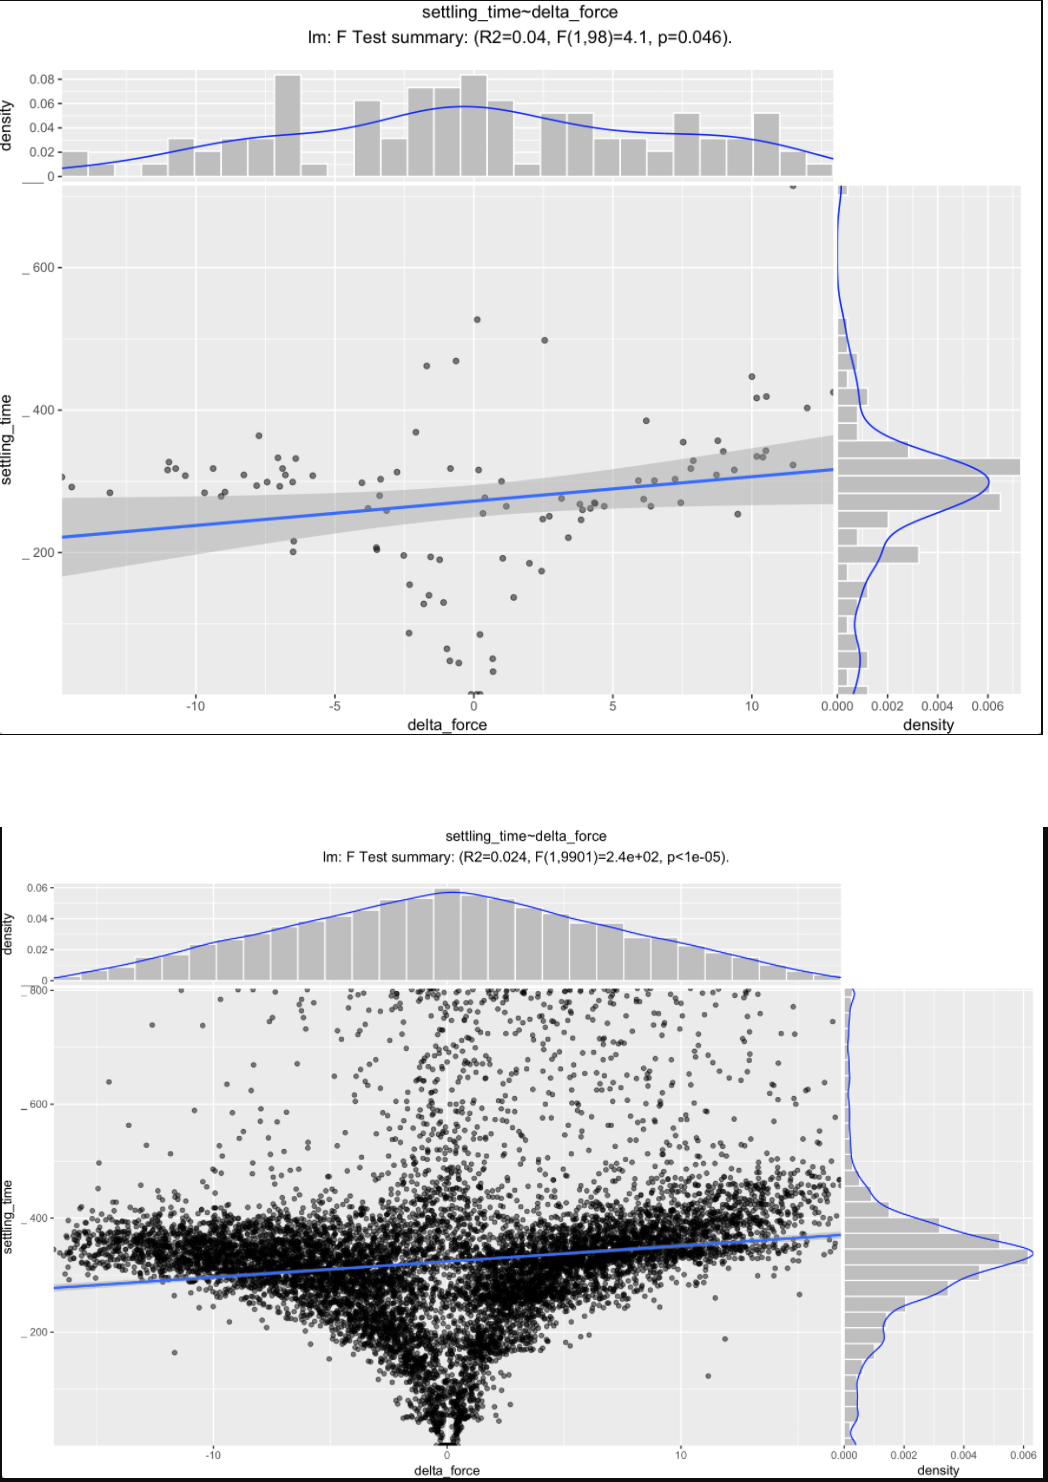 settling_time~delta_force
lm: F Test summary: (R2=0.04, F(1,98)=4.1, p=0.046).
density
0.08
0.06
0.04
0.02
0
settling_time
_ 600
_ 400
_ 200
-10
-5
0
5
10
delta_force
0.000
0.002
0.004
0.006
density
settling_time~delta_force
lm: F Test summary: (R2=0.024, F(1,9901)=2.4e+02, p<1e-05).
density
0.06
0.04
0.02
0
settling_time
_ 800
_ 600
_ 400
_ 200
-10
0
10
delta_force
0.000
0.002
0.004
0.006
density